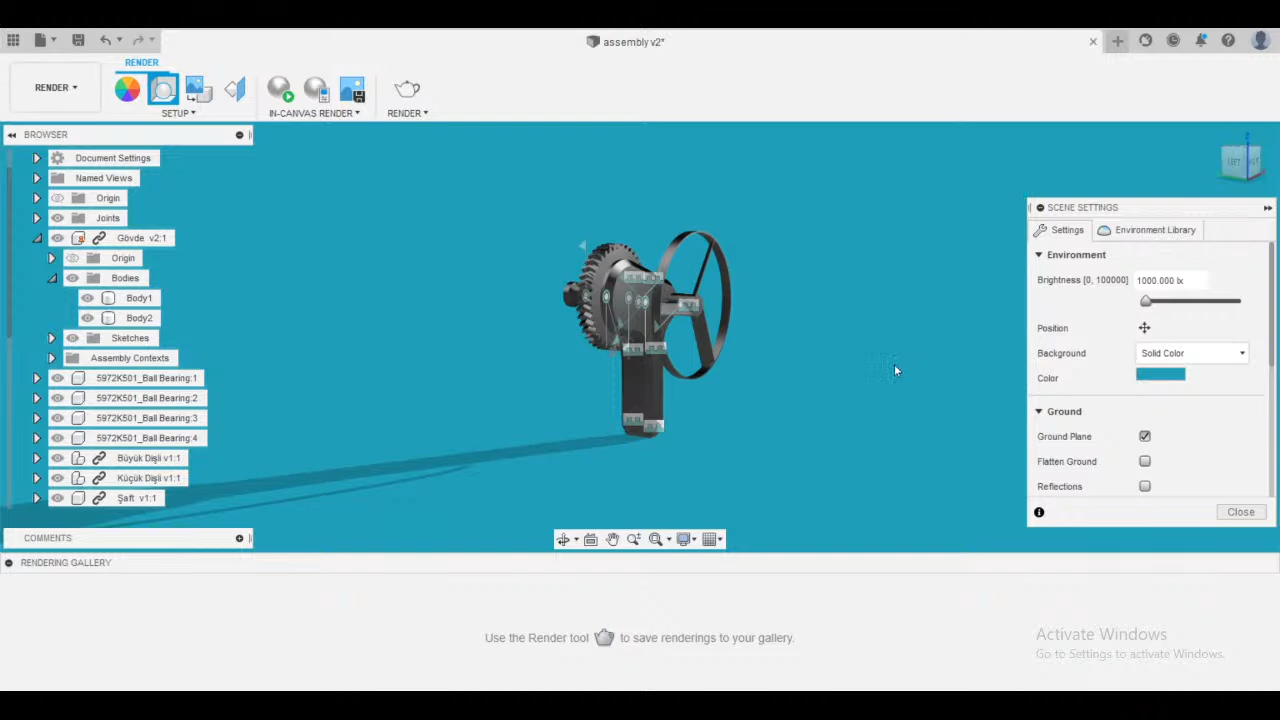 assembly v2*
RENDER
RENDER
SETUP
IN-CANVAS RENDER
RENDER
BROWSER
Document Settings
Named Views
Origin
Joints
Gövde v2:1
Origin
Bodies
Body1
Body2
Sketches
Assembly Contexts
5972K501_Ball Bearing:1
5972K501_Ball Bearing:2
5972K501_Ball Bearing:3
5972K501_Ball Bearing:4
Büyük Dişli v1:1
Küçük Dişli v1:1
Şaft v1:1
COMMENTS
LEFT
Z
SCENE SETTINGS
Settings
Environment Library
Environment
Brightness [0, 100000]
1000.000 lx
Position
Background
Solid Color
Color
Ground
Ground Plane
Flatten Ground
Reflections
Close
RENDERING GALLERY
Use the Render tool to save renderings to your gallery.
Activate Windows
Go to Settings to activate Windows.